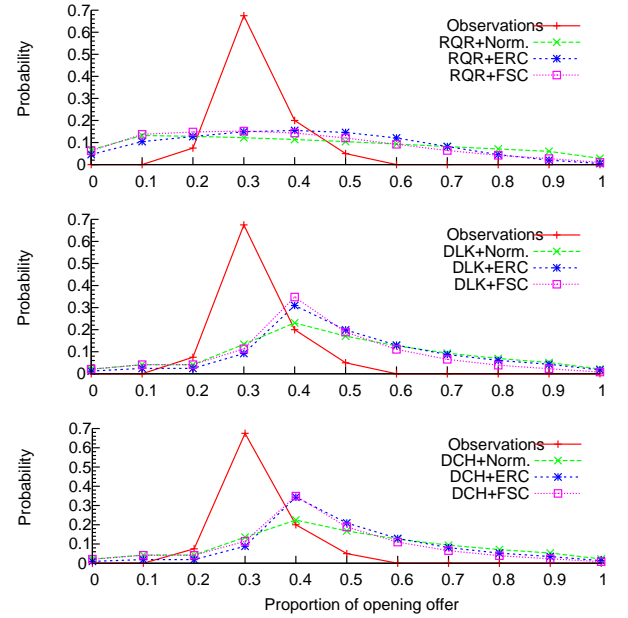 Probability
0.7
0.6
0.5
0.4
0.3
0.2
0.1
0
0 0.1 0.2 0.3 0.4 0.5 0.6 0.7 0.8 0.9 1
Observations
RQR+Norm.
RQR+ERC
RQR+FSC
Probability
0.7
0.6
0.5
0.4
0.3
0.2
0.1
0
0 0.1 0.2 0.3 0.4 0.5 0.6 0.7 0.8 0.9 1
Observations
DLK+Norm.
DLK+ERC
DLK+FSC
Probability
0.7
0.6
0.5
0.4
0.3
0.2
0.1
0
0 0.1 0.2 0.3 0.4 0.5 0.6 0.7 0.8 0.9 1
Observations
DCH+Norm.
DCH+ERC
DCH+FSC
Proportion of opening offer